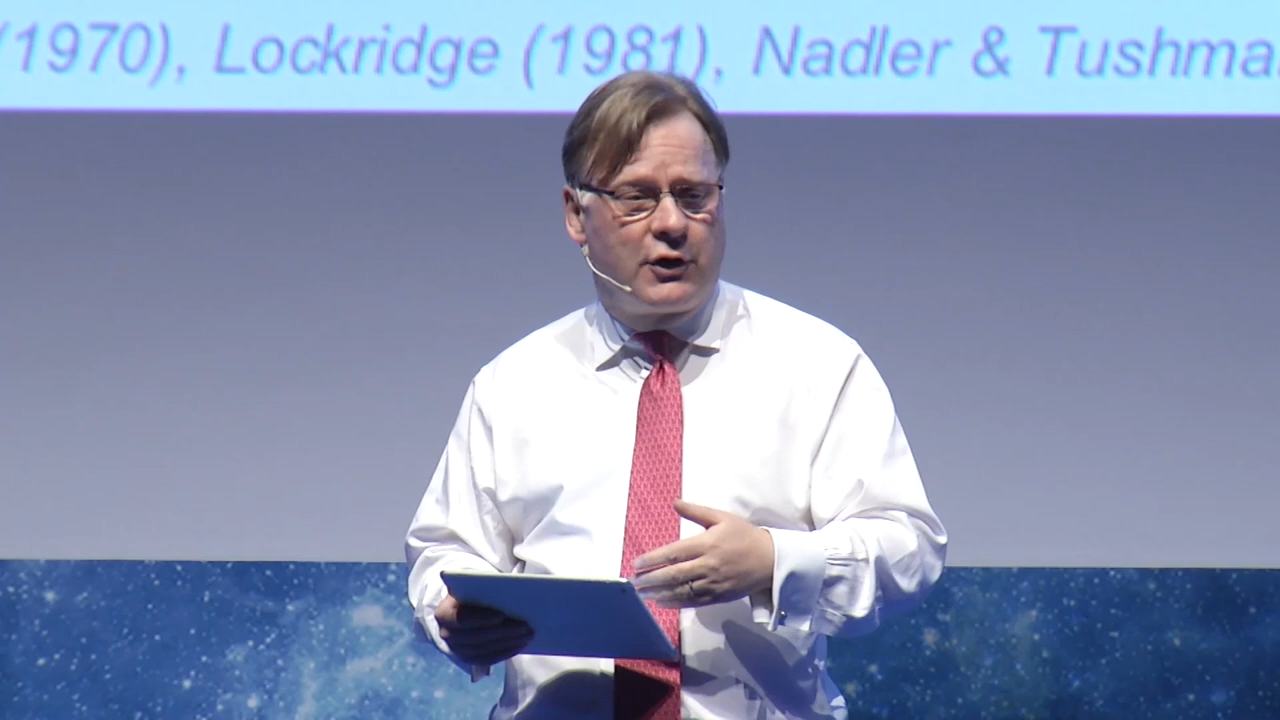 (1970), Lockridge (1981), Nadler & Tushma